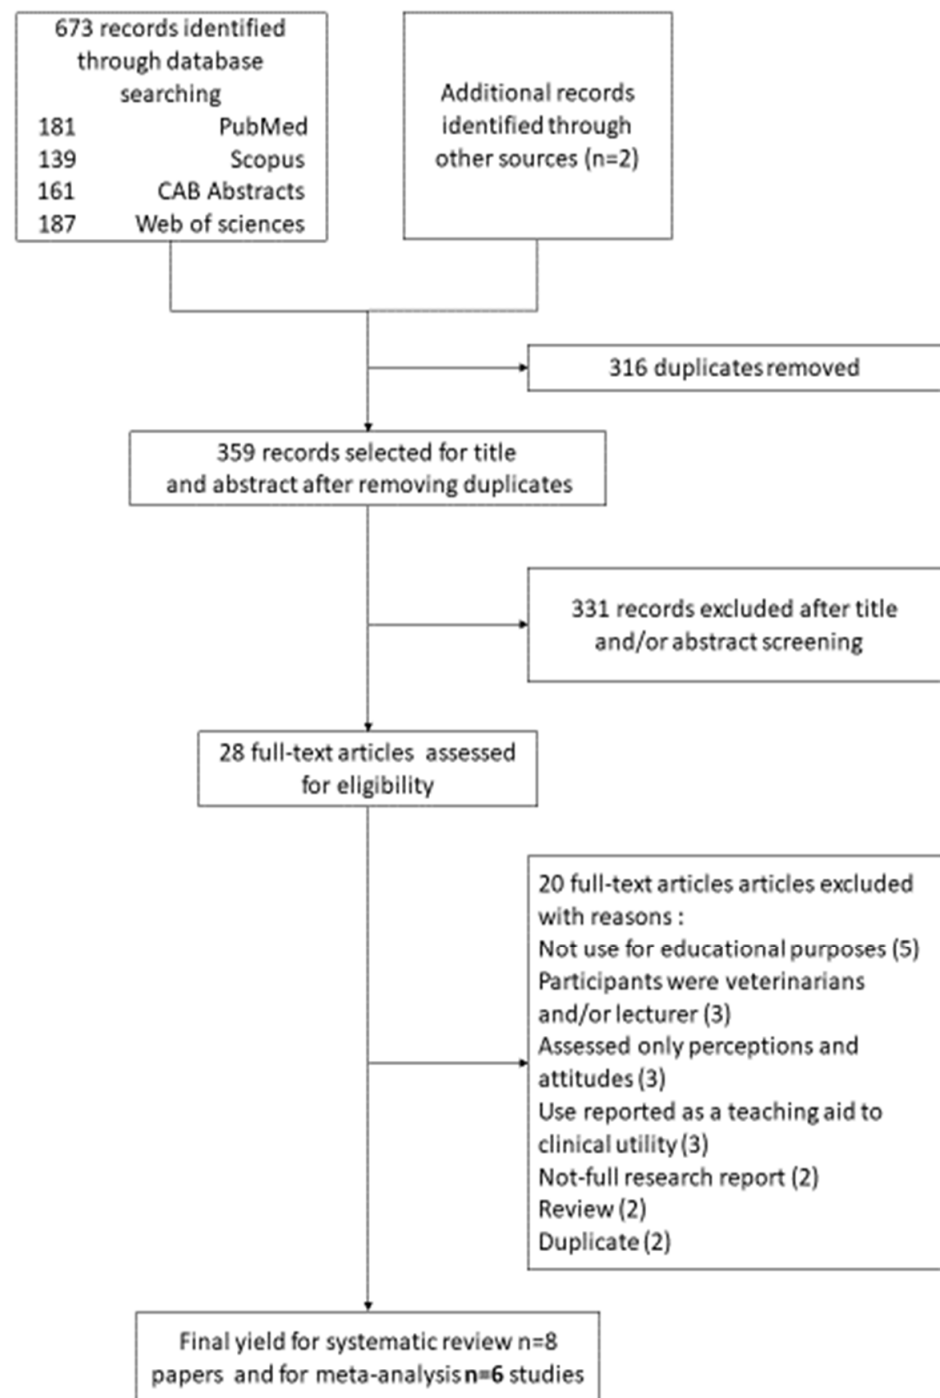 673 records identified
through database
searching
181 PubMed
139 Scopus
161 CAB Abstracts
187 Web of sciences
Additional records
identified through
other sources (n=2)
316 duplicates removed
359 records selected for title
and abstract after removing duplicates
331 records excluded after title
and/or abstract screening
28 full-text articles assessed
for eligibility
20 full-text articles articles excluded
with reasons :
Not use for educational purposes (5)
Participants were veterinarians
and/or lecturer (3)
Assessed only perceptions and
attitudes (3)
Use reported as a teaching aid to
clinical utility (3)
Not-full research report (2)
Review (2)
Duplicate (2)
Final yield for systematic review n=8
papers and for meta-analysis n=6 studies